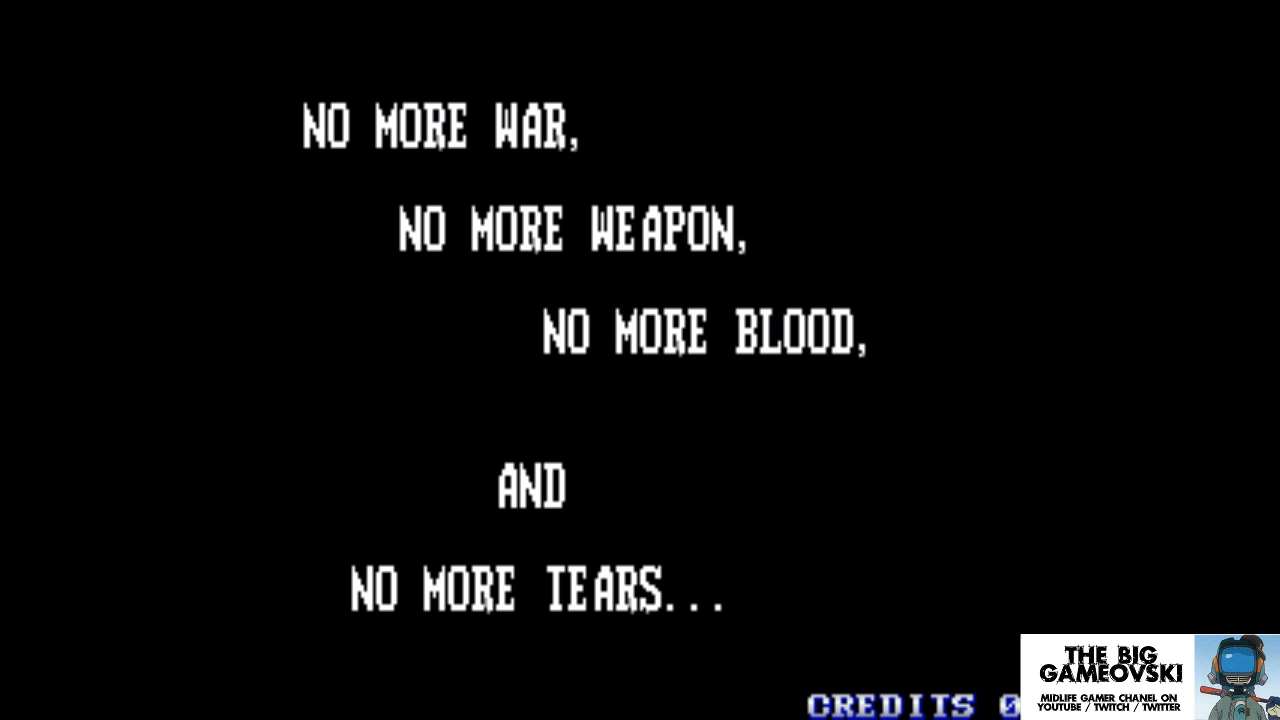 NO MORE WAR,
NO MORE WEAPON,
NO MORE BLOOD,
AND
NO MORE TEARS...
THE BIG
GAMEOVSKI
MIDLIFE GAMER CHANEL ON
YOUTUBE / TWITCH / TWITTER
CREDITS 0